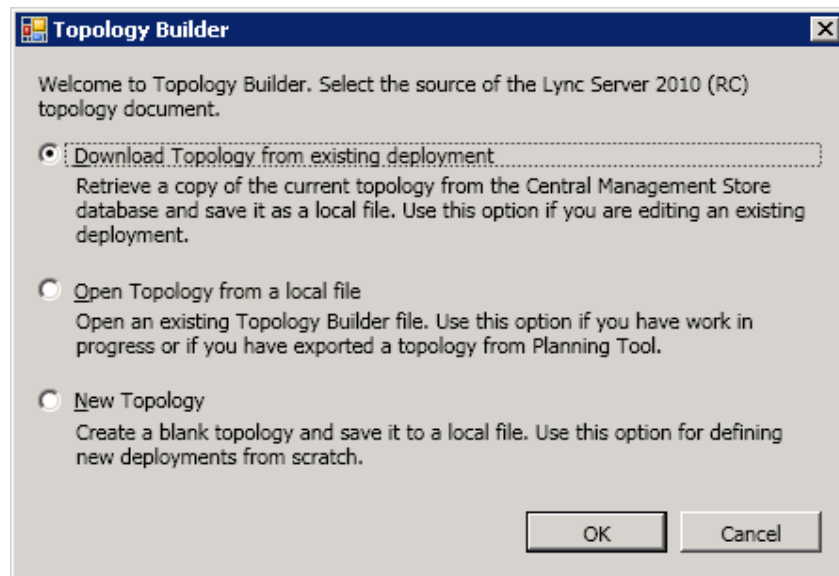 Topology Builder
Welcome to Topology Builder. Select the source of the Lync Server 2010 (RC)
topology document.
Download Topology from existing deployment
Retrieve a copy of the current topology from the Central Management Store
database and save it as a local file. Use this option if you are editing an existing
deployment.
Open Topology from a local file
Open an existing Topology Builder file. Use this option if you have work in
progress or if you have exported a topology from Planning Tool.
New Topology
Create a blank topology and save it to a local file. Use this option for defining
new deployments from scratch.
OK Cancel